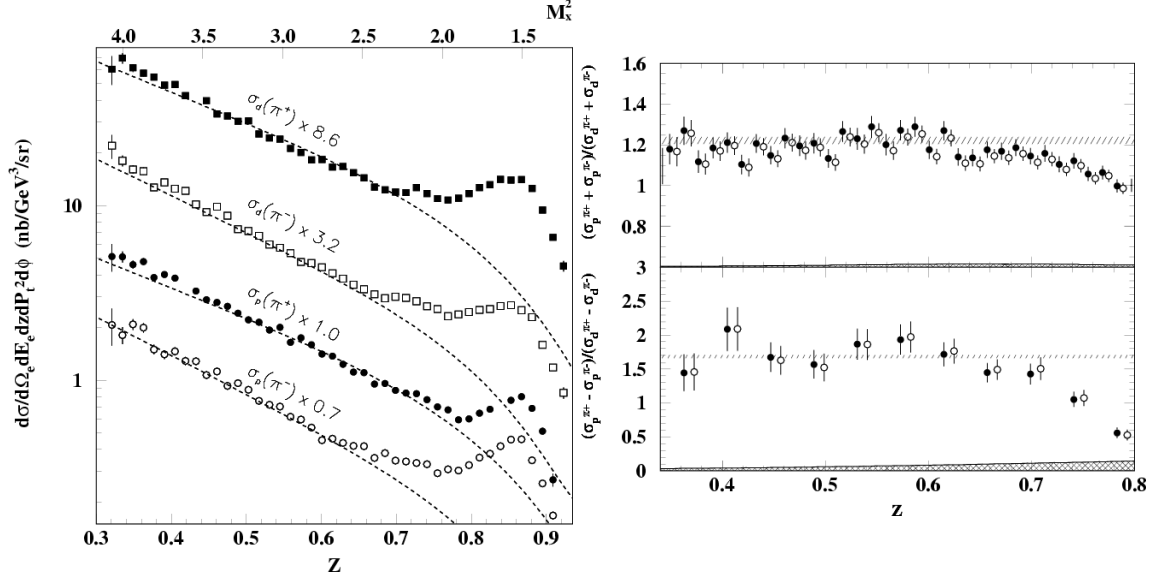 M_x^2
4.0 3.5 3.0 2.5 2.0 1.5
dσ/dΩ_e dE_e dzdP_t^2 dφ (nb/GeV^3/sr)
10
1
σ_d(π^+) x 8.6
σ_d(π^-) x 3.2
σ_p(π^+) x 1.0
σ_p(π^-) x 0.7
0.3 0.4 0.5 0.6 0.7 0.8 0.9
Z
(σ_p^{π+} + σ_p^{π-})/(σ_d^{π+} + σ_d^{π-})
1.6
1.4
1.2
1
0.8
3
(σ_p^{π+} - σ_p^{π-})/(σ_d^{π+} - σ_d^{π-})
2.5
2
1.5
1
0.5
0
0.4 0.5 0.6 0.7 0.8
z